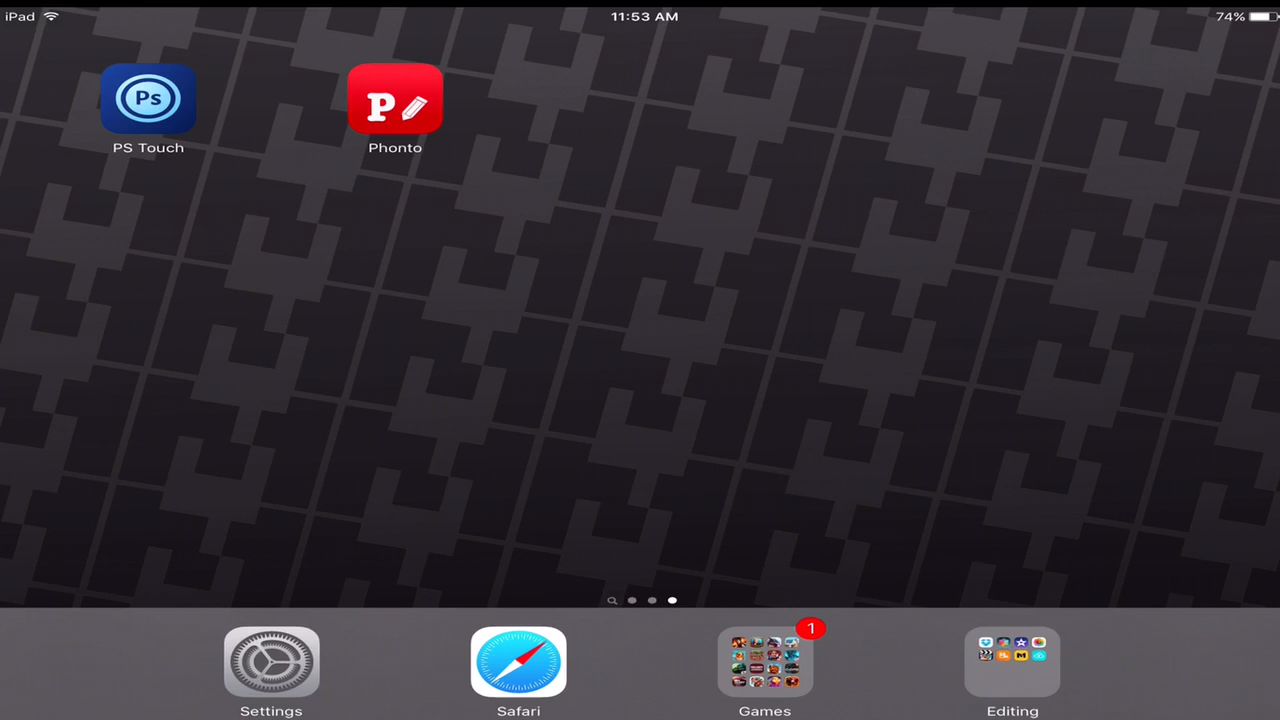 iPad
11:53 AM
74%
Ps
P
PS Touch
Phonto
1
Settings
Safari
Games
Editing